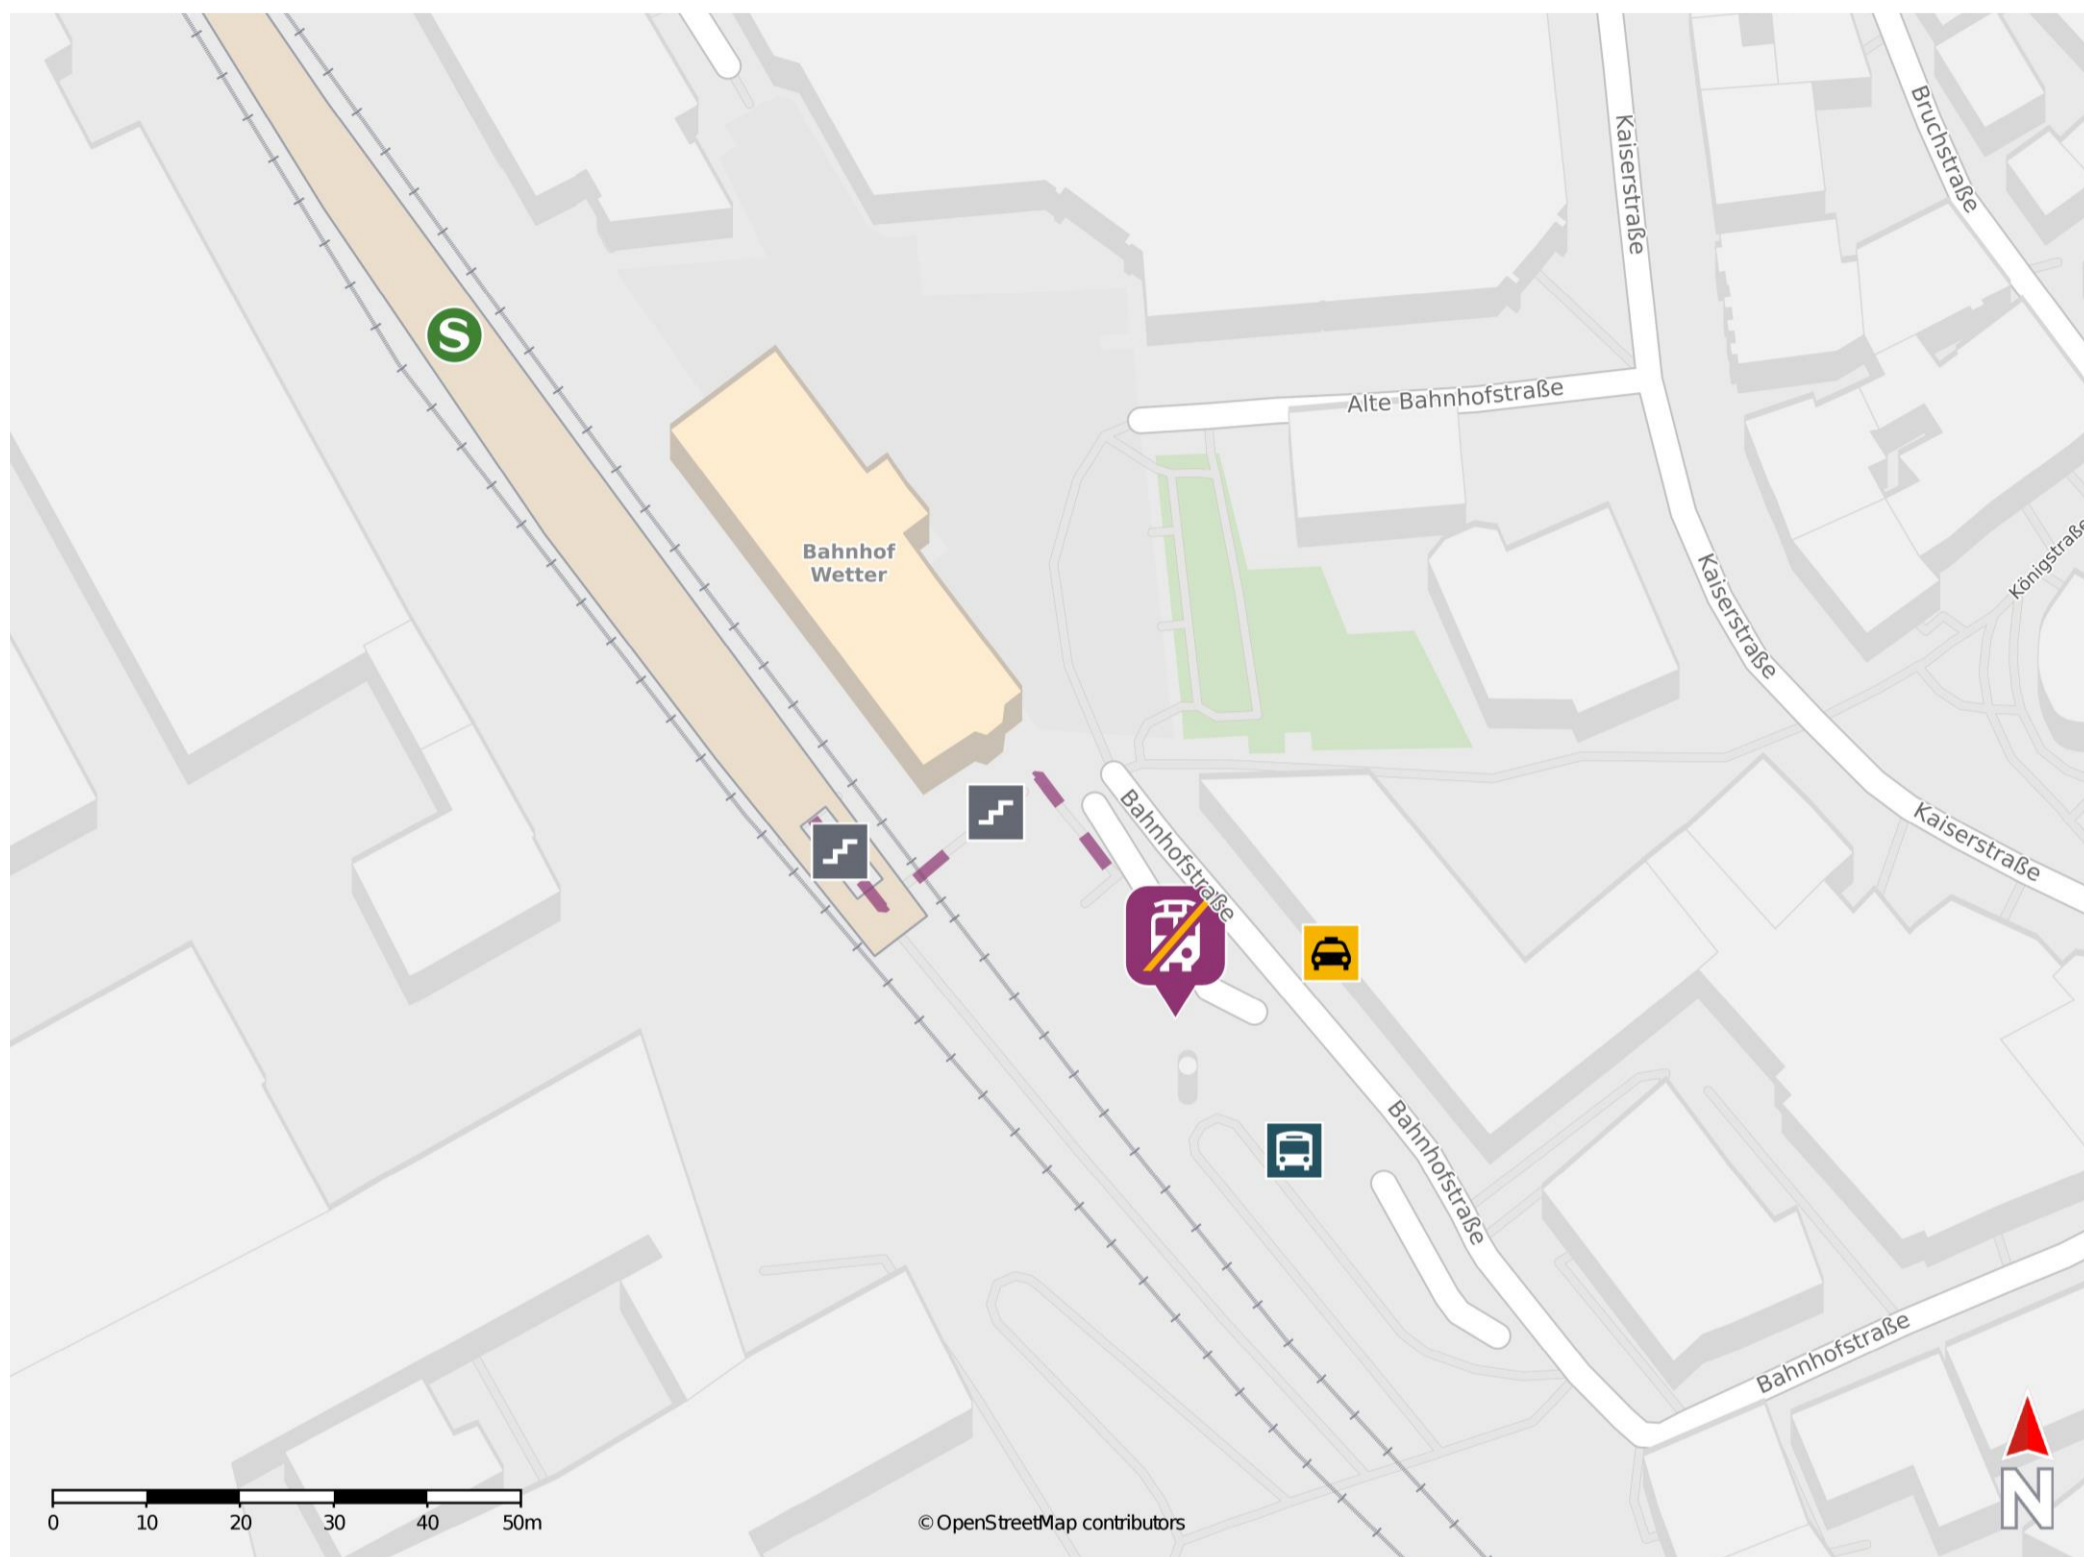 Kaiserstraße
Bruchstraße
S
Alte Bahnhofstraße
Bahnhof
Wetter
Königstraße
Kaiserstraße
Bahnhofstraße
Kaiserstraße
Bahnhofstraße
Bahnhofstraße
0 10 20 30 40 50m
© OpenStreetMap contributors
N